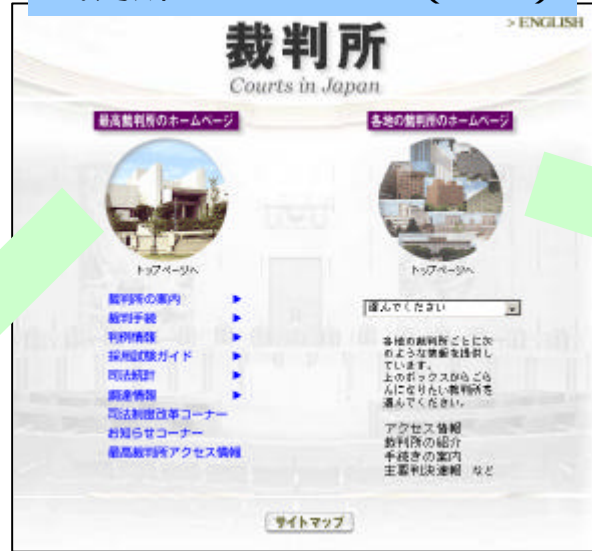 > ENGLISH
裁判所
Courts in Japan
最高裁判所のホームページ
各地の裁判所のホームページ
トップページへ
トップページへ
裁判所の案内
裁判手続
判例情報
採用試験ガイド
司法統計
関連情報
司法制度改革コーナー
お知らせコーナー
最高裁判所アクセス情報
選んでください
各地の裁判所ごとに次
のような情報を提供し
ています。
上のボックスからごら
んになりたい裁判所を
選んでください。
アクセス情報
裁判所の紹介
手続きの案内
主要判決速報 など
サイトマップ